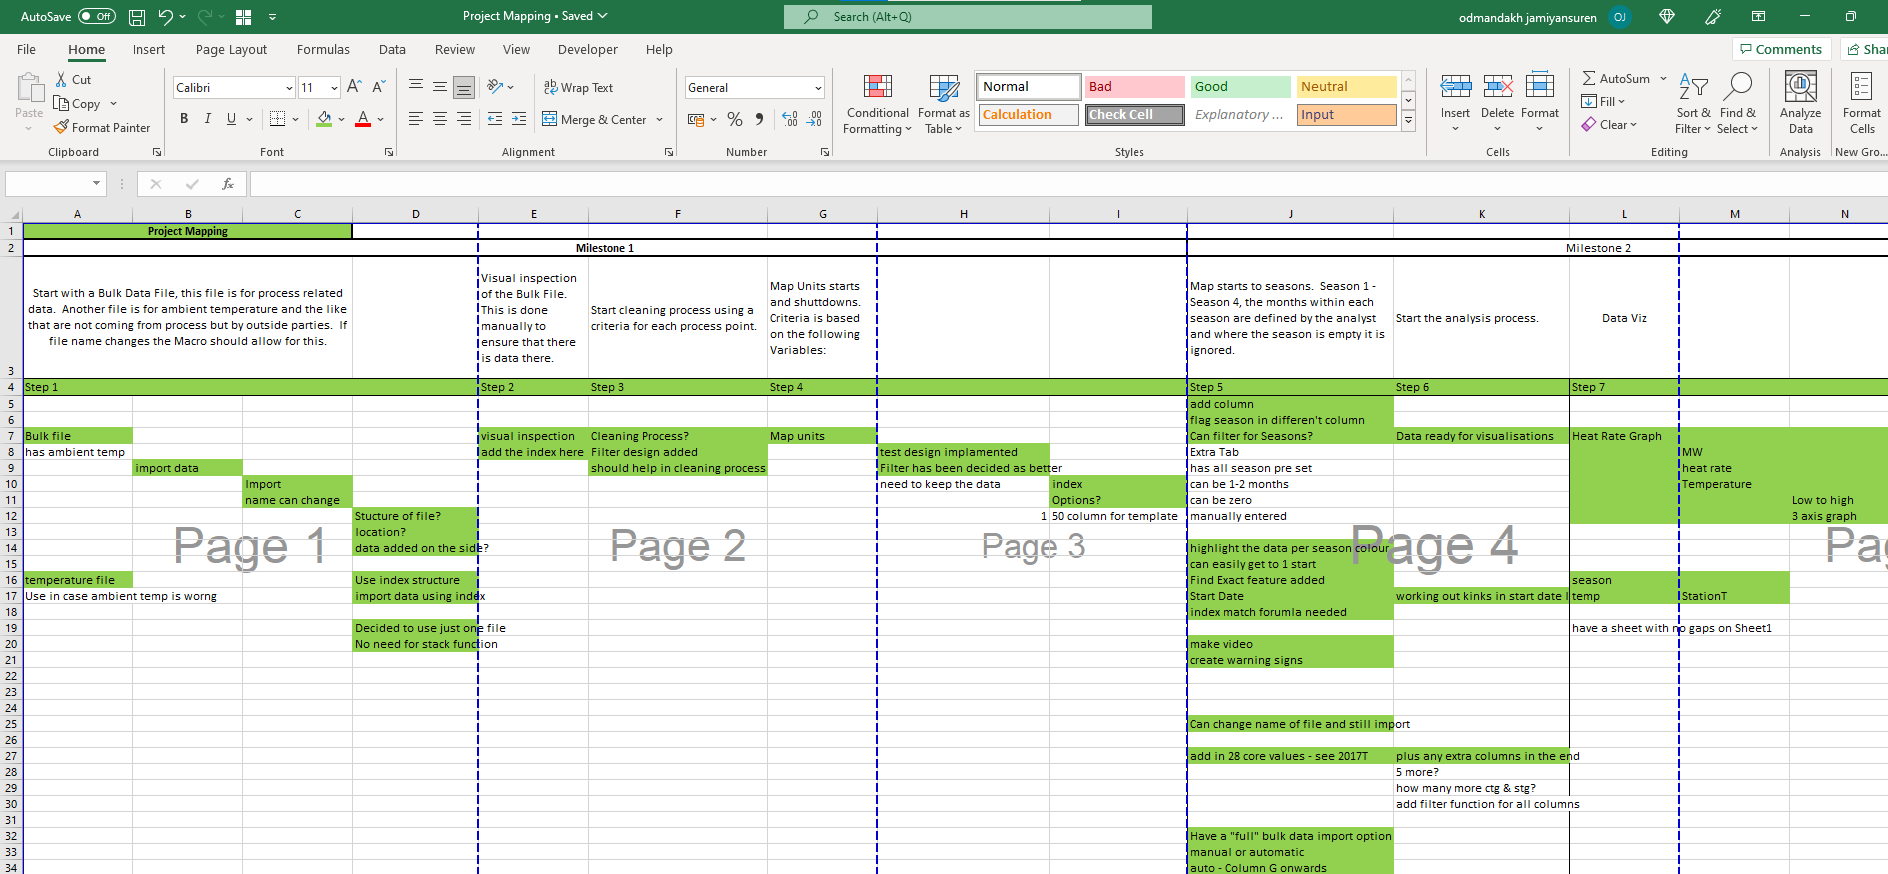 AutoSave Off
Project Mapping • Saved
Search (Alt+Q)
odmandakh jamiyansuren OJ
File Home Insert Page Layout Formulas Data Review View Developer Help
Comments
Shar
Paste
Cut
Copy
Format Painter
Clipboard
Calibri 11
B I U
Font
Wrap Text
Merge & Center
Alignment
General
Number
Conditional Formatting
Format as Table
Normal Bad Good Neutral
Calculation Check Cell Explanatory ... Input
Styles
Insert Delete Format
Cells
AutoSum
Fill
Clear
Sort & Filter
Find & Select
Editing
Analyze Data
Analysis
Format Cells
New Gro...
fx
A B C D E F G H I J K L M N
1 Project Mapping
2 Milestone 1 Milestone 2
Start with a Bulk Data File, this file is for process related
data. Another file is for ambient temperature and the like
that are not coming from process but by outside parties. If
file name changes the Macro should allow for this.
Visual inspection
of the Bulk File.
This is done
manually to
ensure that there
is data there.
Start cleaning process using a
criteria for each process point.
Map Units starts
and shuttdowns.
Criteria is based
on the following
Variables:
Map starts to seasons. Season 1 -
Season 4, the months within each
season are defined by the analyst
and where the season is empty it is
ignored.
Start the analysis process.
Data Viz
3
4 Step 1 Step 2 Step 3 Step 4 Step 5 Step 6 Step 7
5 add column
6 flag season in differen't column
7 Bulk file visual inspection Cleaning Process? Map units Can filter for Seasons? Data ready for visualisations Heat Rate Graph
8 has ambient temp add the index here Filter design added test design implamented Extra Tab MW
9 import data should help in cleaning process Filter has been decided as better has all season pre set heat rate
10 Import need to keep the data index can be 1-2 months Temperature
11 name can change Options? can be zero Low to high
12 Stucture of file? 1 50 column for template manually entered 3 axis graph
13 location?
14 data added on the side? highlight the data per season colour
Page 1 Page 2 Page 3 Page 4 Pa
15 can easily get to 1 start
16 temperature file Use index structure Find Exact feature added season
17 Use in case ambient temp is worng import data using index Start Date working out kinks in start date temp StationT
18 index match forumla needed
19 Decided to use just one file have a sheet with no gaps on Sheet1
20 No need for stack function make video
21 create warning signs
22
23
24
25 Can change name of file and still import
26
27 add in 28 core values - see 2017T plus any extra columns in the end
28 5 more?
29 how many more ctg & stg?
30 add filter function for all columns
31
32 Have a "full" bulk data import option
33 manual or automatic
34 auto - Column G onwards